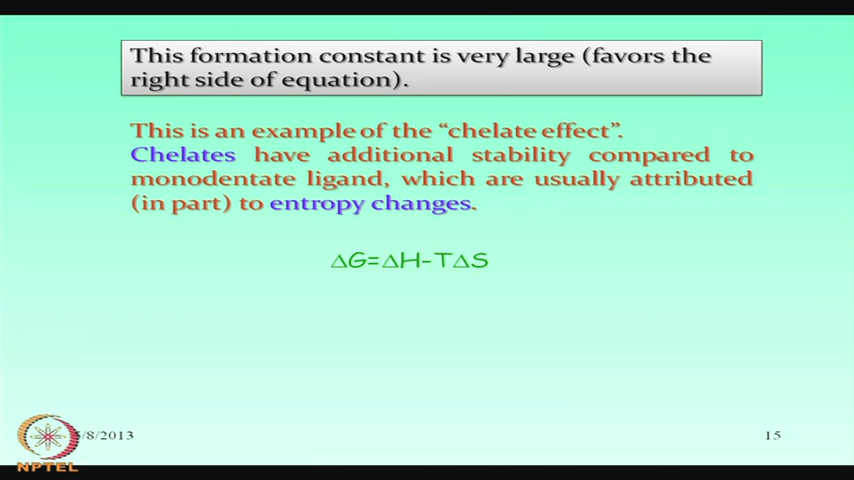 This formation constant is very large (favors the
right side of equation).
This is an example of the “chelate effect”.
Chelates have additional stability compared to
monodentate ligand, which are usually attributed
(in part) to entropy changes.
ΔG=ΔH-TΔS
5/8/2013
15
NPTEL